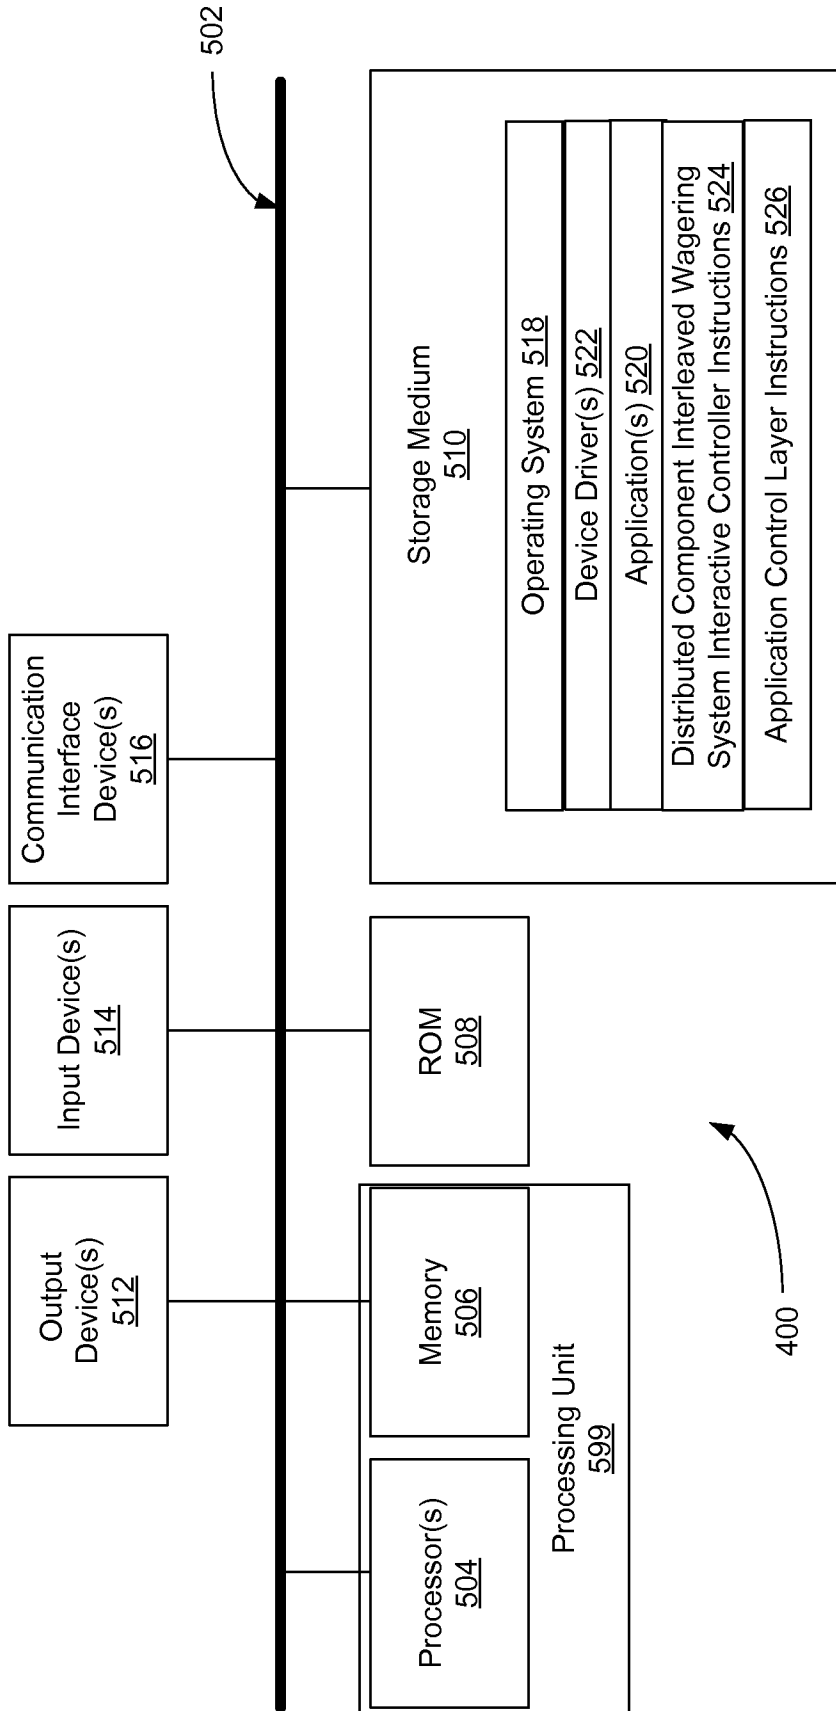 502
Output
Device(s)
512
Input Device(s)
514
Communication
Interface
Device(s)
516
Processor(s)
504
Memory
506
Processing Unit
599
ROM
508
Storage Medium
510
Operating System 518
Device Driver(s) 522
Application(s) 520
Distributed Component Interleaved Wagering
System Interactive Controller Instructions 524
Application Control Layer Instructions 526
400